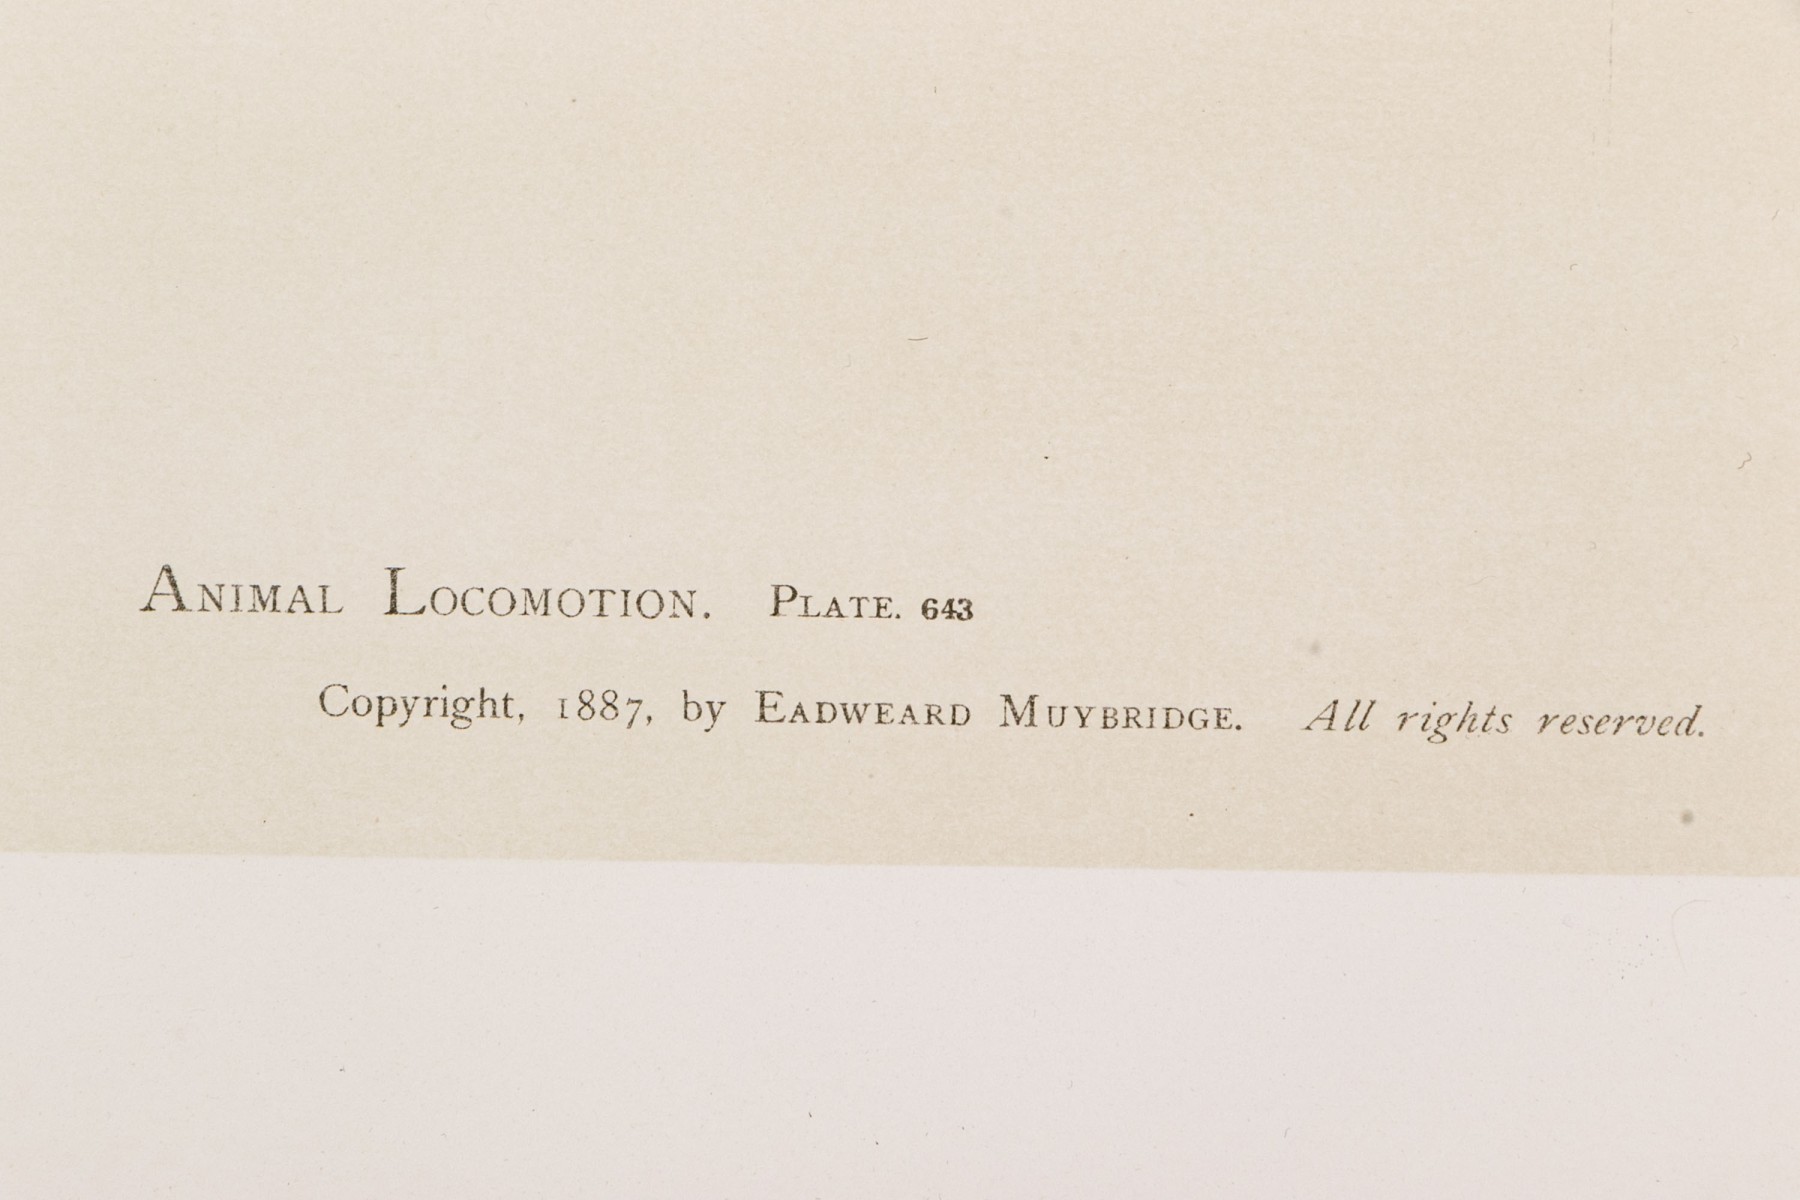 ANIMAL LOCOMOTION. PLATE. 643
Copyright, 1887, by EADWEARD MUYBRIDGE. All rights reserved.